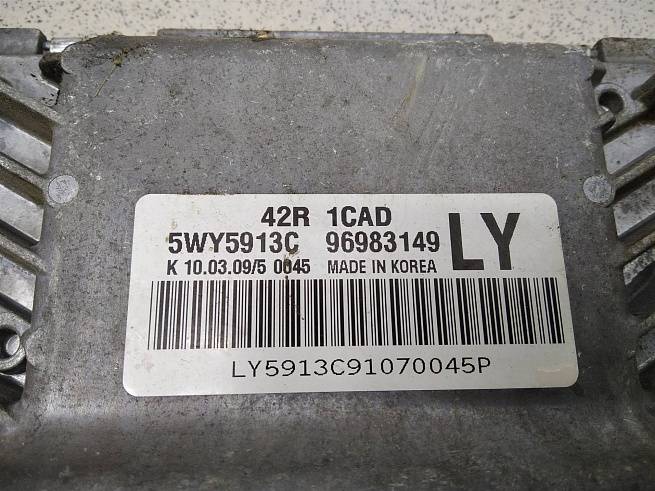 42R 1CAD
5WY5913C 96983149 LY
K 10.03.09/5 0045 MADE IN KOREA
LY5913C91070045P